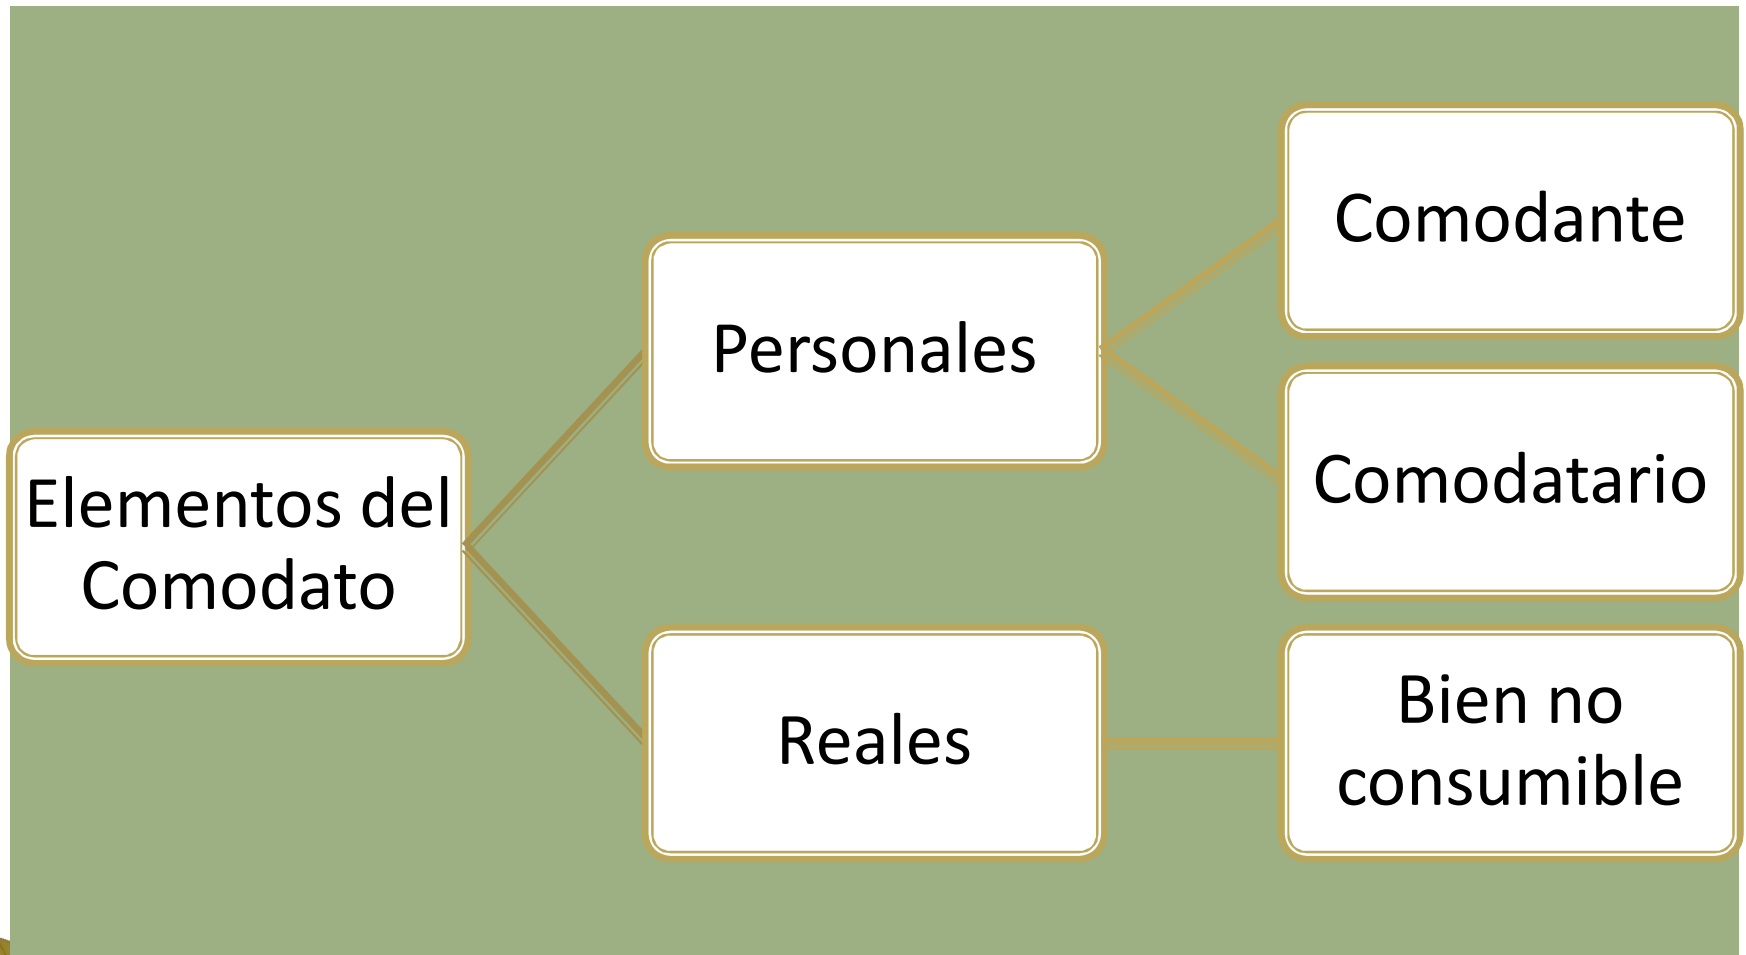 Elementos del
Comodato
Personales
Comodante
Comodatario
Reales
Bien no
consumible